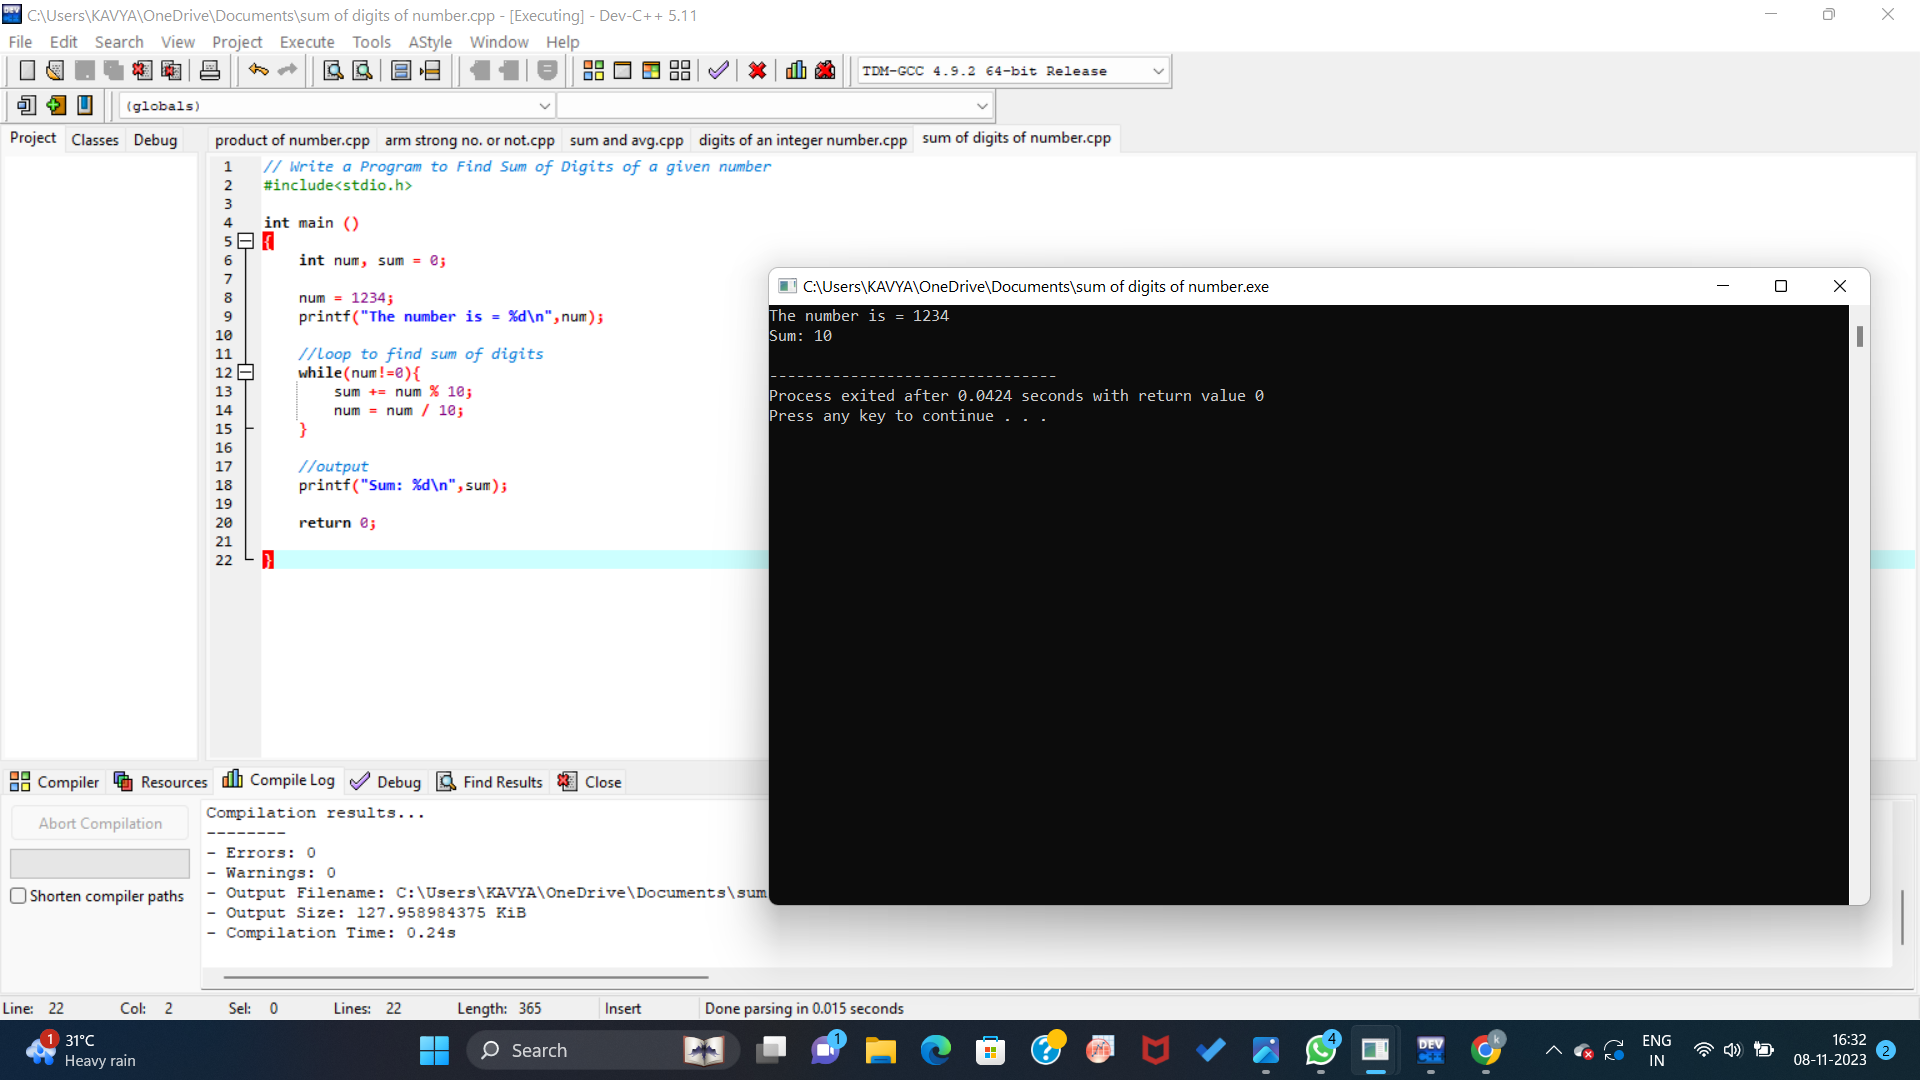 C:\Users\KAVYA\OneDrive\Documents\sum of digits of number.cpp - [Executing] - Dev-C++ 5.11
File Edit Search View Project Execute Tools AStyle Window Help
TDM-GCC 4.9.2 64-bit Release
(globals)
Project Classes Debug
product of number.cpp arm strong no. or not.cpp sum and avg.cpp digits of an integer number.cpp sum of digits of number.cpp
1 // Write a Program to Find Sum of Digits of a given number
2 #include<stdio.h>
3
4 int main ()
5 {
6 int num, sum = 0;
7
8 num = 1234;
9 printf("The number is = %d\n",num);
10
11 //loop to find sum of digits
12 while(num!=0){
13 sum += num % 10;
14 num = num / 10;
15 }
16
17 //output
18 printf("Sum: %d\n",sum);
19
20 return 0;
21
22 }
C:\Users\KAVYA\OneDrive\Documents\sum of digits of number.exe
The number is = 1234
Sum: 10
--------------------------------
Process exited after 0.0424 seconds with return value 0
Press any key to continue . . .
Compiler Resources Compile Log Debug Find Results Close
Abort Compilation
Shorten compiler paths
Compilation results...
--------
- Errors: 0
- Warnings: 0
- Output Filename: C:\Users\KAVYA\OneDrive\Documents\sum
- Output Size: 127.958984375 KiB
- Compilation Time: 0.24s
Line: 22 Col: 2 Sel: 0 Lines: 22 Length: 365 Insert Done parsing in 0.015 seconds
1 31°C
Heavy rain
Search
1
4
DEV
C++
k
ENG
IN
16:32
08-11-2023
2